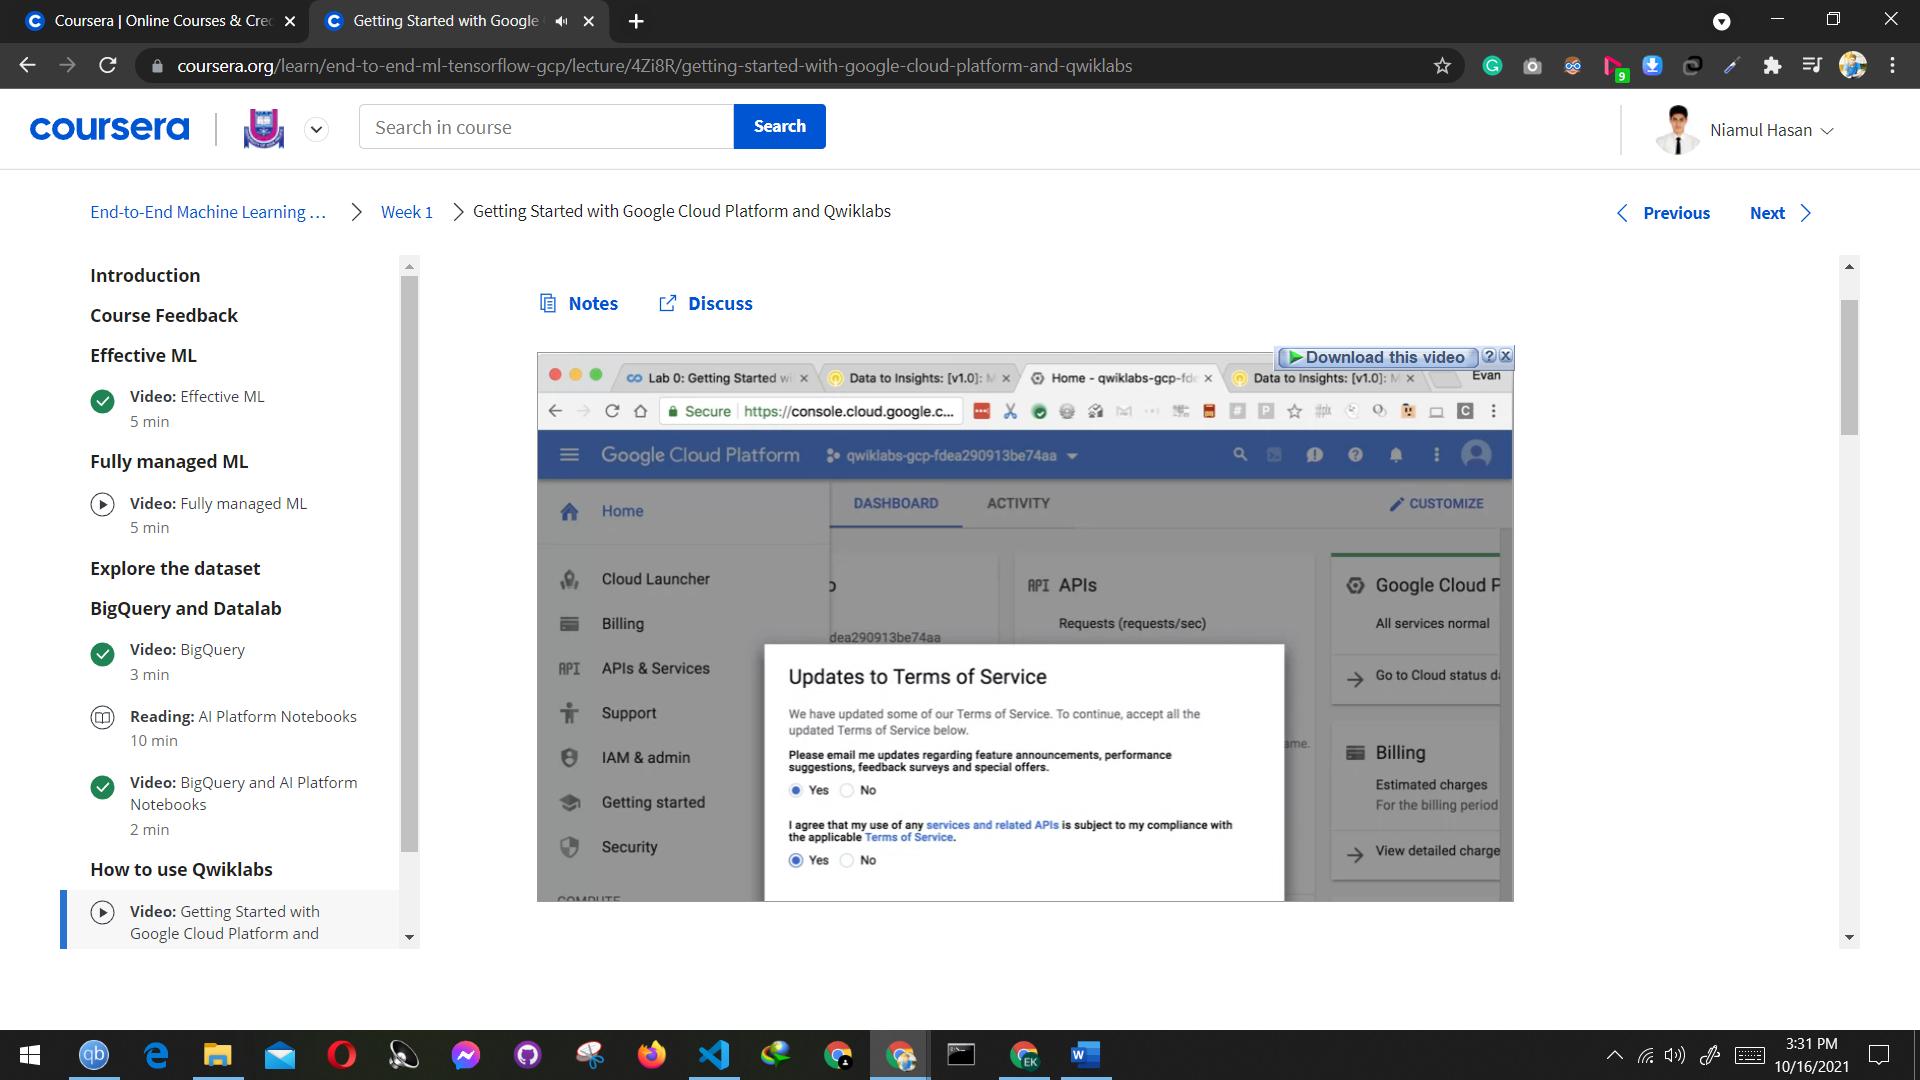 Coursera | Online Courses & Cre
Getting Started with Google
coursera.org/learn/end-to-end-ml-tensorflow-gcp/lecture/4Zi8R/getting-started-with-google-cloud-platform-and-qwiklabs
9
coursera
Search in course
Search
Niamul Hasan
End-to-End Machine Learning …
Week 1
Getting Started with Google Cloud Platform and Qwiklabs
Previous
Next
Introduction
Course Feedback
Effective ML
Video: Effective ML
5 min
Fully managed ML
Video: Fully managed ML
5 min
Explore the dataset
BigQuery and Datalab
Video: BigQuery
3 min
Reading: AI Platform Notebooks
10 min
Video: BigQuery and AI Platform
Notebooks
2 min
How to use Qwiklabs
Video: Getting Started with
Google Cloud Platform and
Notes
Discuss
Download this video
?
Lab 0: Getting Started wi
Data to Insights: [v1.0]: M
Home - qwiklabs-gcp-fde
Data to Insights: [v1.0]: M
Evan
Secure
https://console.cloud.google.c...
Google Cloud Platform
qwiklabs-gcp-fdea290913be74aa
Home
DASHBOARD
ACTIVITY
CUSTOMIZE
Cloud Launcher
Billing
API APIs & Services
Support
IAM & admin
Getting started
Security
COMPUTE
dea290913be74aa
API APIs
Requests (requests/sec)
Google Cloud P
All services normal
Go to Cloud status da
ame.
Billing
Estimated charges
For the billing period
View detailed charge
Updates to Terms of Service
We have updated some of our Terms of Service. To continue, accept all the
updated Terms of Service below.
Please email me updates regarding feature announcements, performance
suggestions, feedback surveys and special offers.
Yes No
I agree that my use of any services and related APIs is subject to my compliance with
the applicable Terms of Service.
Yes No
qb
EK
3:31 PM
10/16/2021